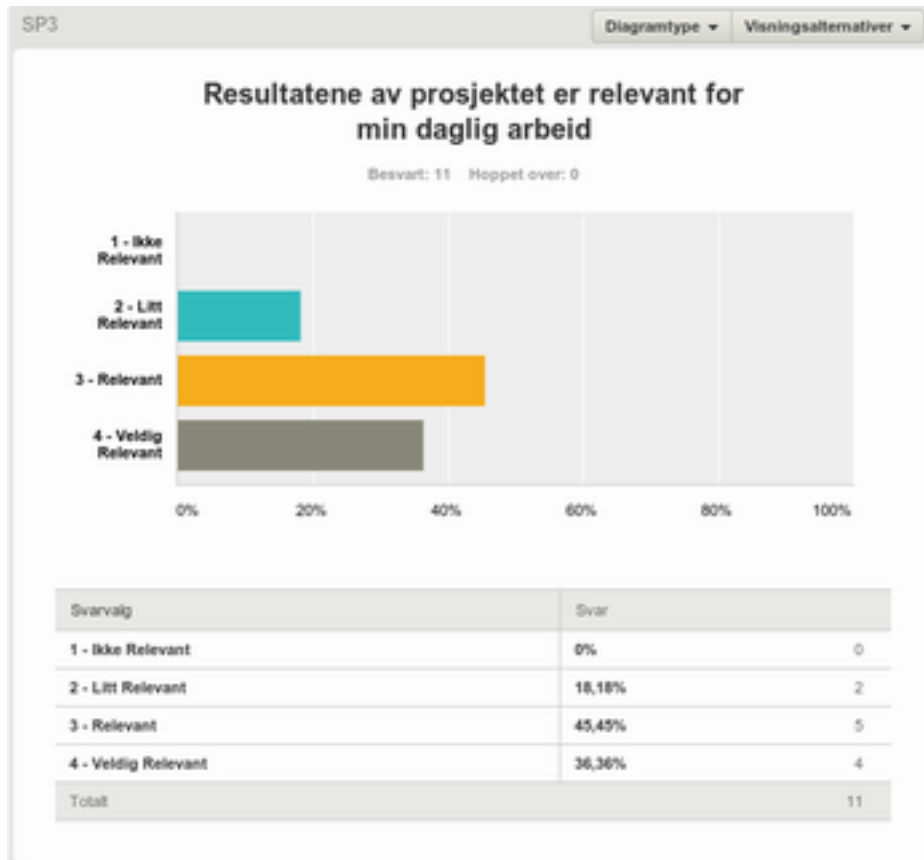 SP3
Diagramtype
Visningsalternativer
Resultatene av prosjektet er relevant for
min daglig arbeid
Besvart: 11 Hoppet over: 0
1 - Ikke
Relevant
2 - Litt
Relevant
3 - Relevant
4 - Veldig
Relevant
0% 20% 40% 60% 80% 100%
Svarvalg Svar
1 - Ikke Relevant 0% 0
2 - Litt Relevant 18,18% 2
3 - Relevant 45,45% 5
4 - Veldig Relevant 36,36% 4
Totalt 11